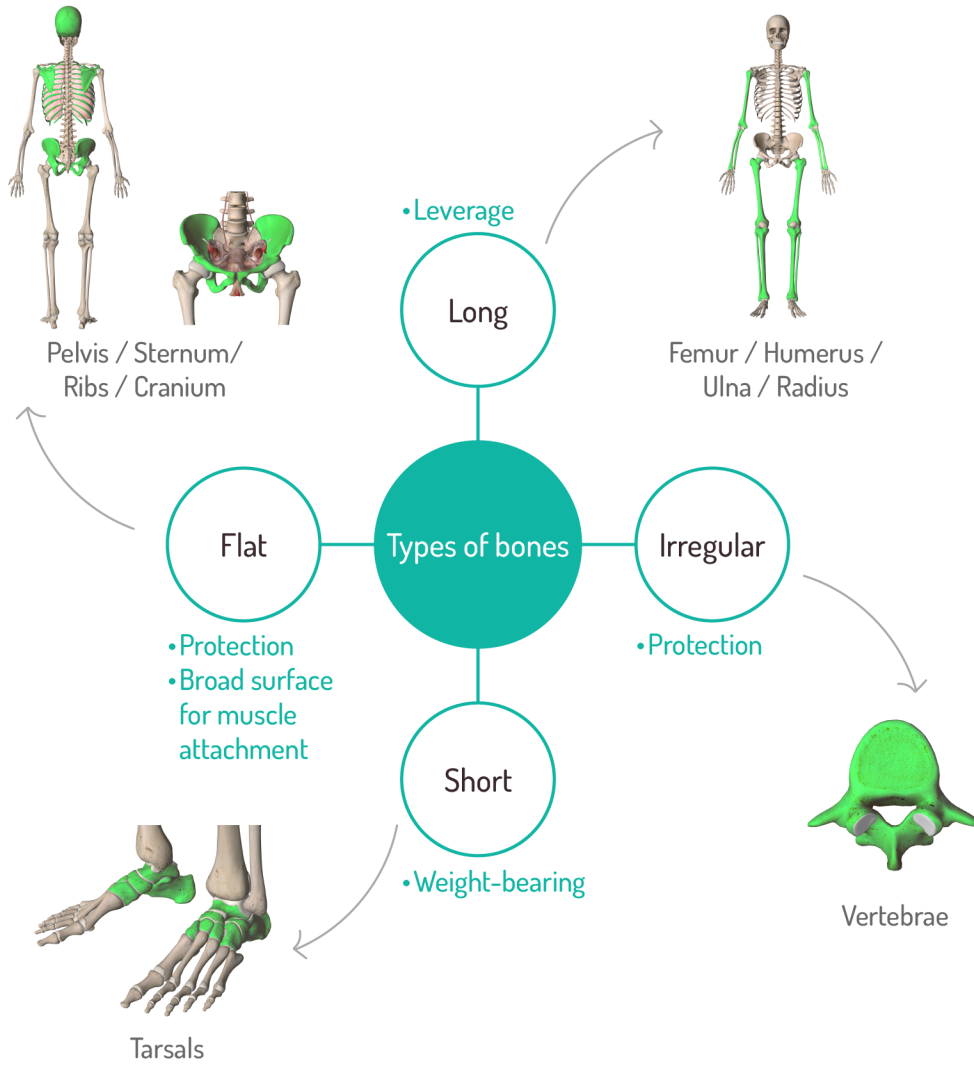 • Leverage
Long
Pelvis / Sternum/
Ribs / Cranium
Femur / Humerus /
Ulna / Radius
Flat
Types of bones
Irregular
• Protection
• Broad surface
for muscle
attachment
• Protection
Short
• Weight-bearing
Vertebrae
Tarsals